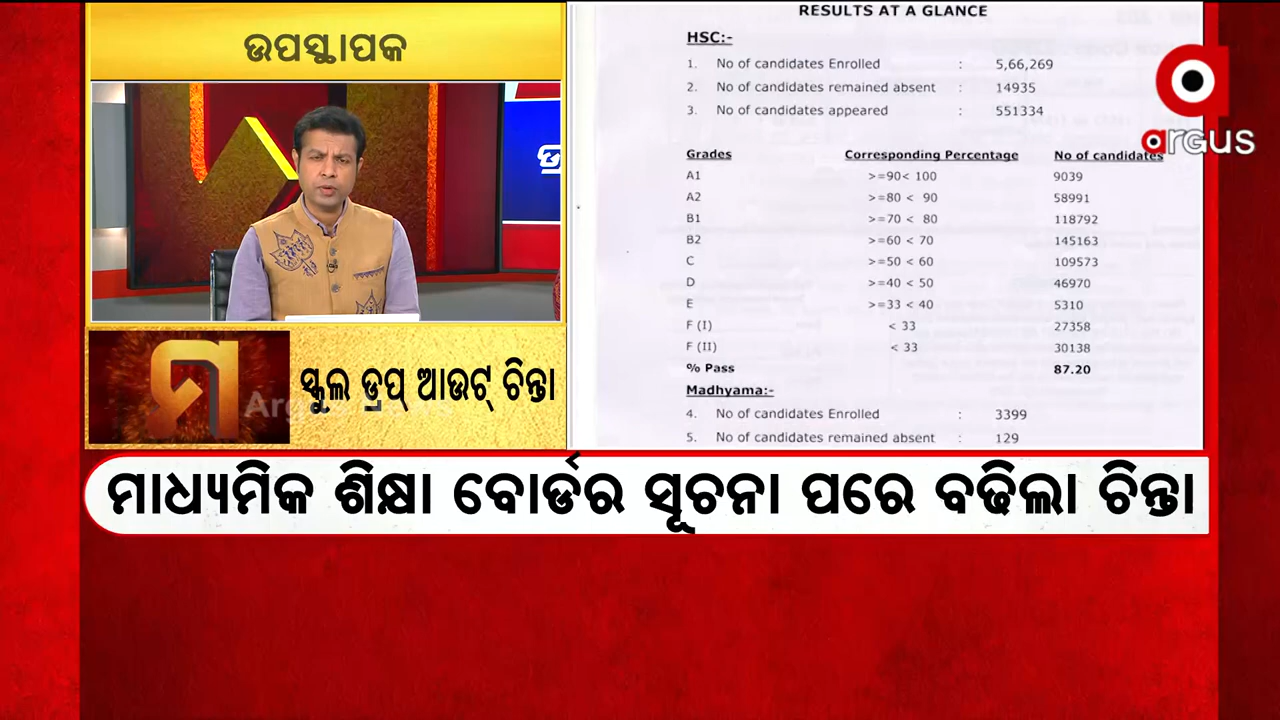 ଉପସ୍ଥାପକ
ସ୍କୁଲ ଡ୍ରପ୍ ଆଉଟ୍ ଚିନ୍ତା
RESULTS AT A GLANCE
HSC:-
1. No of candidates Enrolled : 5,66,269
2. No of candidates remained absent : 14935
3. No of candidates appeared : 551334
Grades Corresponding Percentage No of candidates
A1 >=90< 100 9039
A2 >=80 < 90 58991
B1 >=70 < 80 118792
B2 >=60 < 70 145163
C >=50 < 60 109573
D >=40 < 50 46970
E >=33 < 40 5310
F (I) < 33 27358
F (II) < 33 30138
% Pass 87.20
Madhyama:-
4. No of candidates Enrolled : 3399
5. No of candidates remained absent : 129
argus
ମାଧ୍ୟମିକ ଶିକ୍ଷା ବୋର୍ଡର ସୂଚନା ପରେ ବଢିଲା ଚିନ୍ତା